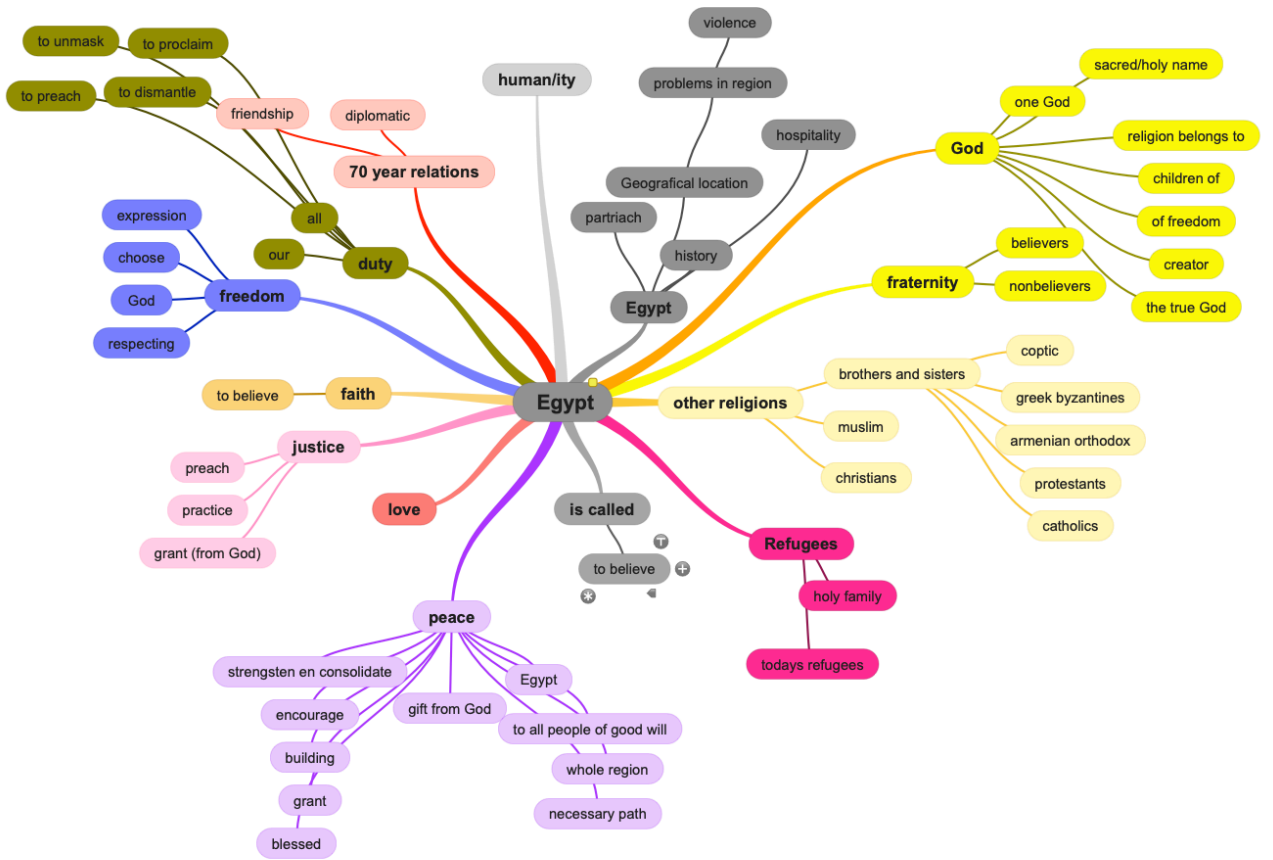 violence
to unmask
to proclaim
sacred/holy name
human/ity
problems in region
to preach
to dismantle
one God
friendship
diplomatic
hospitality
religion belongs to
God
70 year relations
Geografical location
children of
expression
all
partriach
of freedom
believers
our
history
choose
duty
creator
fraternity
nonbelievers
freedom
God
Egypt
the true God
respecting
coptic
brothers and sisters
to believe
faith
Egypt
other religions
greek byzantines
muslim
armenian orthodox
justice
preach
christians
protestants
practice
love
is called
catholics
grant (from God)
Refugees
to believe
holy family
peace
todays refugees
strengsten en consolidate
Egypt
encourage
gift from God
to all people of good will
building
whole region
grant
necessary path
blessed